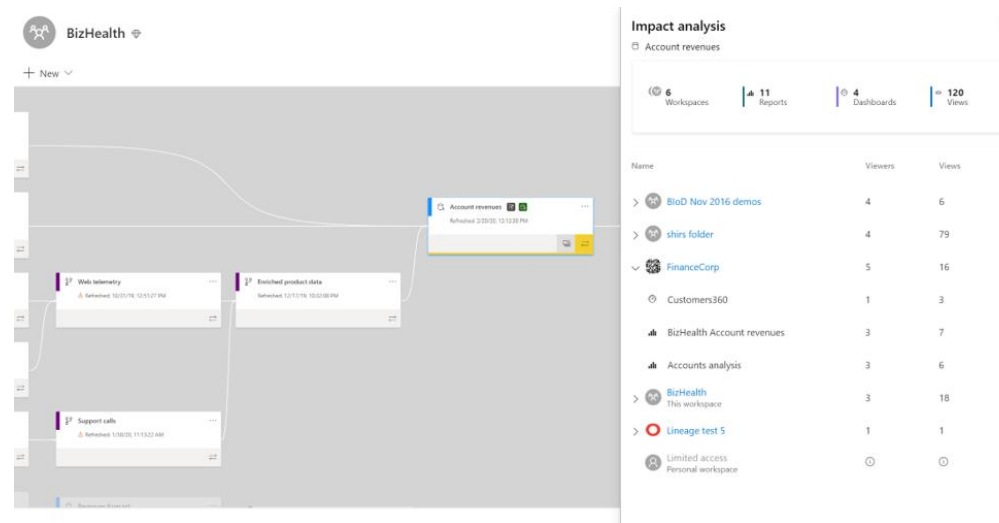 BizHealth
New
Web telemetry
Refreshed: 10/31/19, 12:51:27 PM
Support calls
Refreshed: 1/30/20, 11:13:22 AM
Enriched product data
Refreshed: 12/17/19, 10:02:08 PM
Account revenues
Refreshed: 2/20/20, 12:12:20 PM
Impact analysis
Account revenues
6 Workspaces
11 Reports
4 Dashboards
120 Views
Name Viewers Views
BIoD Nov 2016 demos 4 6
shirs folder 4 79
FinanceCorp 5 16
Customers360 1 3
BizHealth Account revenues 3 7
Accounts analysis 3 6
BizHealth 3 18
This workspace
Lineage test 5 1 1
Limited access
Personal workspace